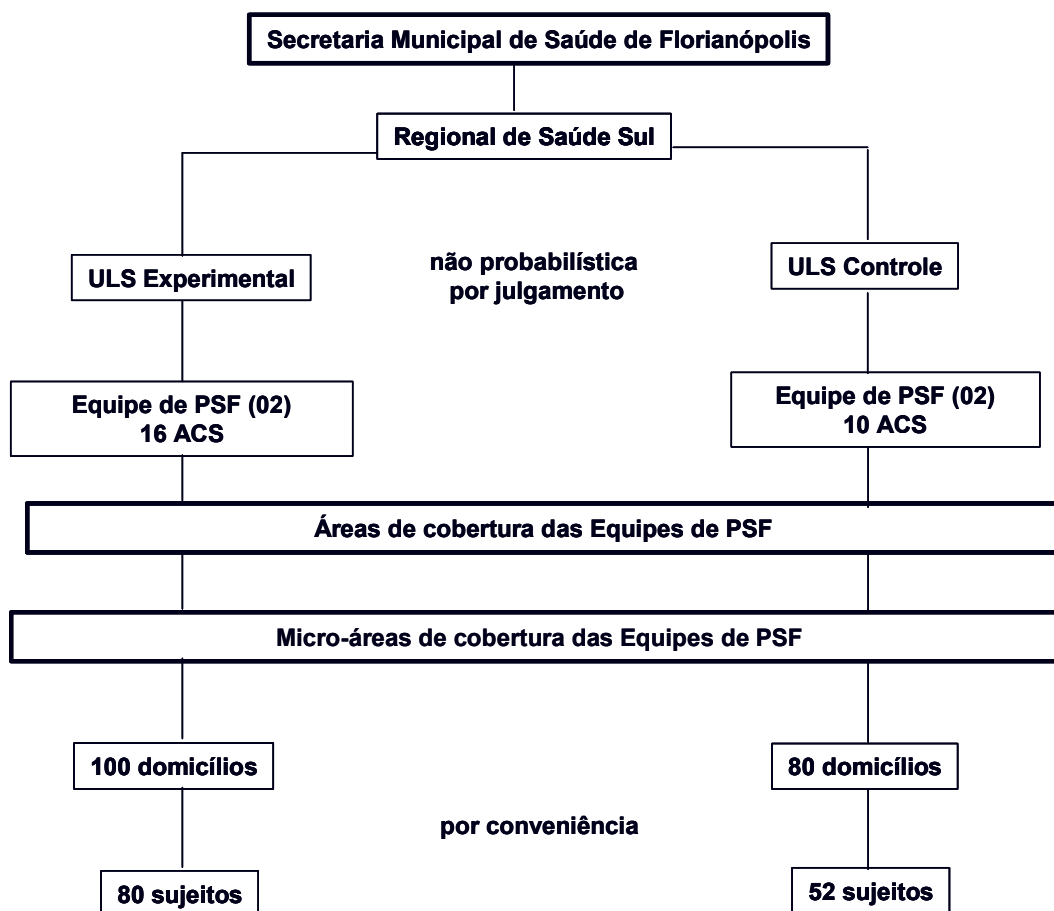 Secretaria Municipal de Saúde de Florianópolis
Regional de Saúde Sul
ULS Experimental
não probabilística
por julgamento
ULS Controle
Equipe de PSF (02)
16 ACS
Equipe de PSF (02)
10 ACS
Áreas de cobertura das Equipes de PSF
Micro-áreas de cobertura das Equipes de PSF
100 domicílios
80 domicílios
por conveniência
80 sujeitos
52 sujeitos